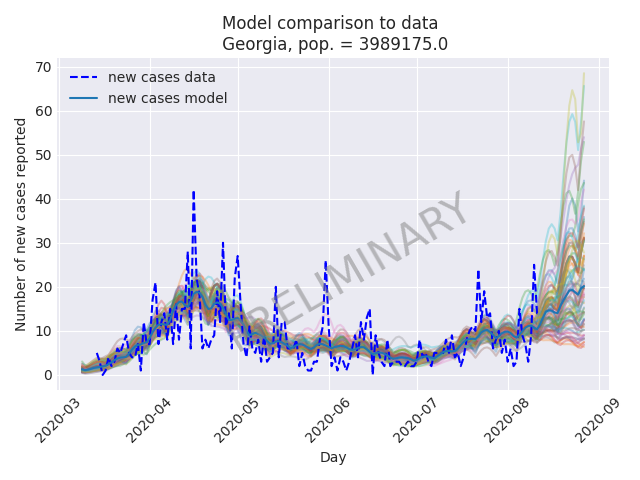 Model comparison to data
Georgia, pop. = 3989175.0
new cases data
new cases model
Number of new cases reported
70
60
50
40
30
20
10
0
PRELIMINARY
2020-03
2020-04
2020-05
2020-06
2020-07
2020-08
2020-09
Day